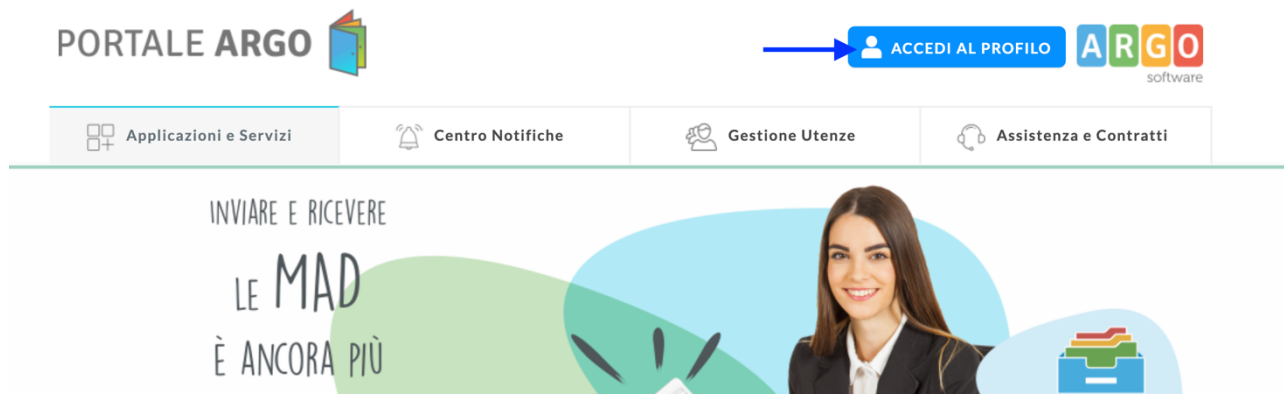 PORTALE ARGO
ACCEDI AL PROFILO
ARGO
software
Applicazioni e Servizi
Centro Notifiche
Gestione Utenze
Assistenza e Contratti
INVIARE E RICEVERE
LE MAD
È ANCORA PIÙ